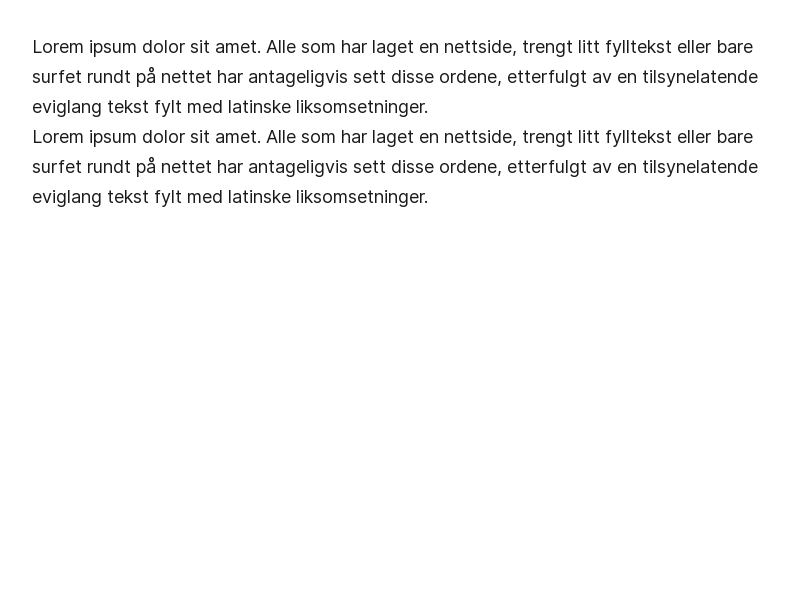 Lorem ipsum dolor sit amet. Alle som har laget en nettside, trengt litt fylltekst eller bare
surfet rundt på nettet har antageligvis sett disse ordene, etterfulgt av en tilsynelatende
eviglang tekst fylt med latinske liksomsetninger.
Lorem ipsum dolor sit amet. Alle som har laget en nettside, trengt litt fylltekst eller bare
surfet rundt på nettet har antageligvis sett disse ordene, etterfulgt av en tilsynelatende
eviglang tekst fylt med latinske liksomsetninger.